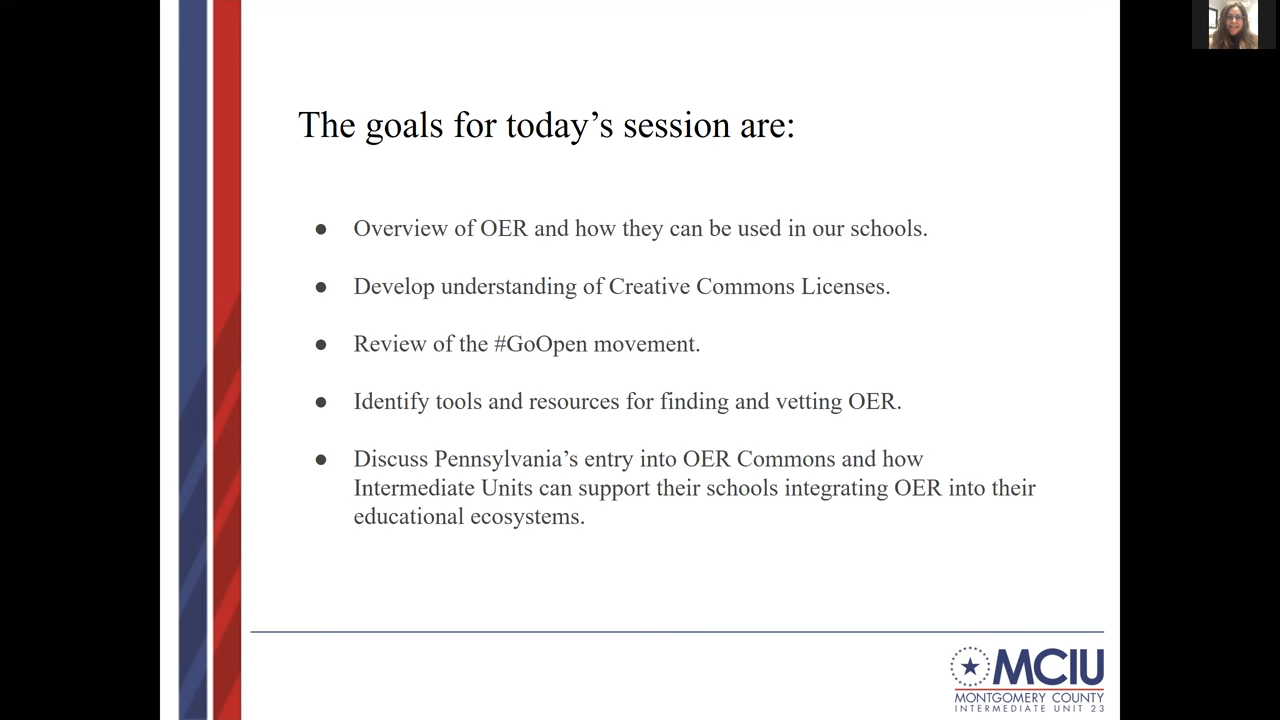 The goals for today’s session are:
● Overview of OER and how they can be used in our schools.
● Develop understanding of Creative Commons Licenses.
● Review of the #GoOpen movement.
● Identify tools and resources for finding and vetting OER.
● Discuss Pennsylvania’s entry into OER Commons and how
Intermediate Units can support their schools integrating OER into their
educational ecosystems.
MCIU
MONTGOMERY COUNTY
INTERMEDIATE UNIT 23